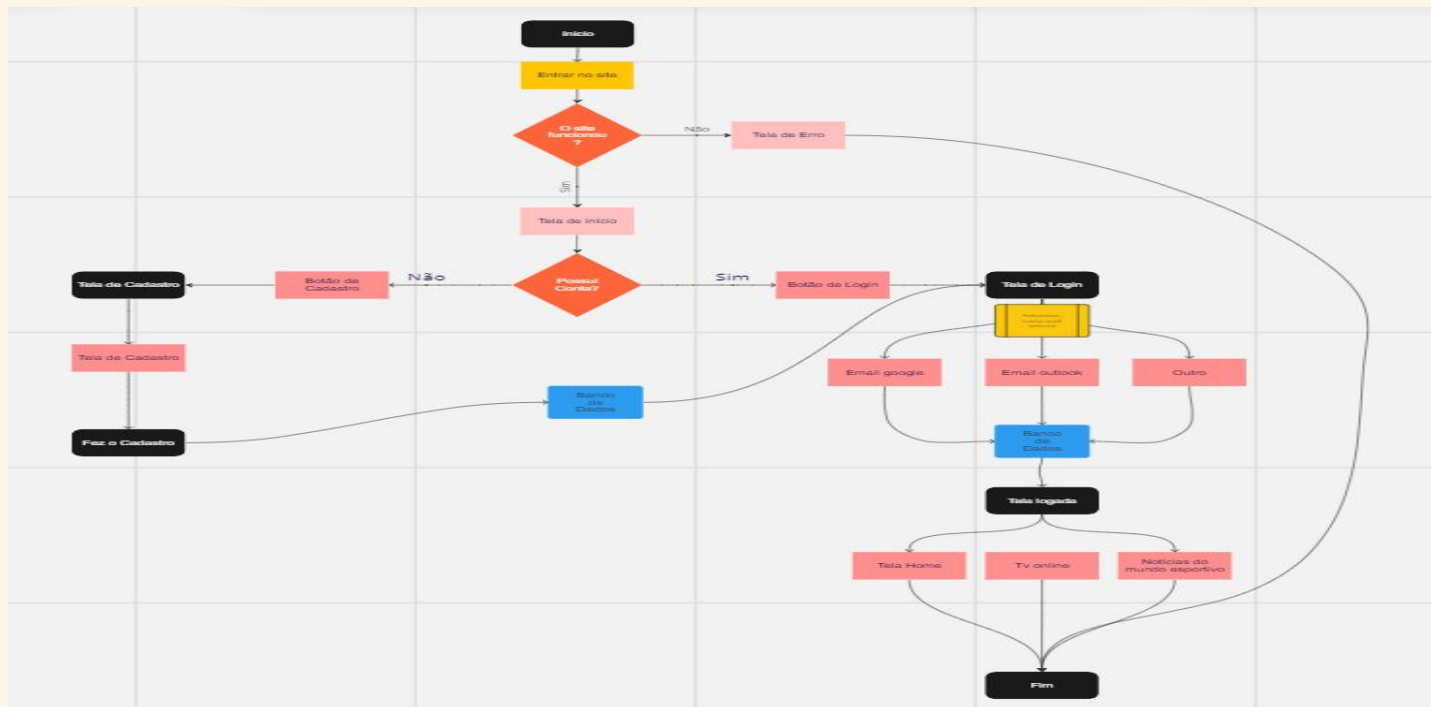 Início
Entrar no site
O site
funcionou
?
Não
Tela de Erro
Sim
Tela de início
Possui
Conta?
Não
Botão de
Cadastro
Tela de Cadastro
Sim
Botão de Login
Tela de Login
Tela de Cadastro
Email google
Email outlook
Outro
Banco
de
Dados
Fez o Cadastro
Banco
de
Dados
Tela logada
Tela Home
Tv online
Notícias do
mundo esportivo
Fim